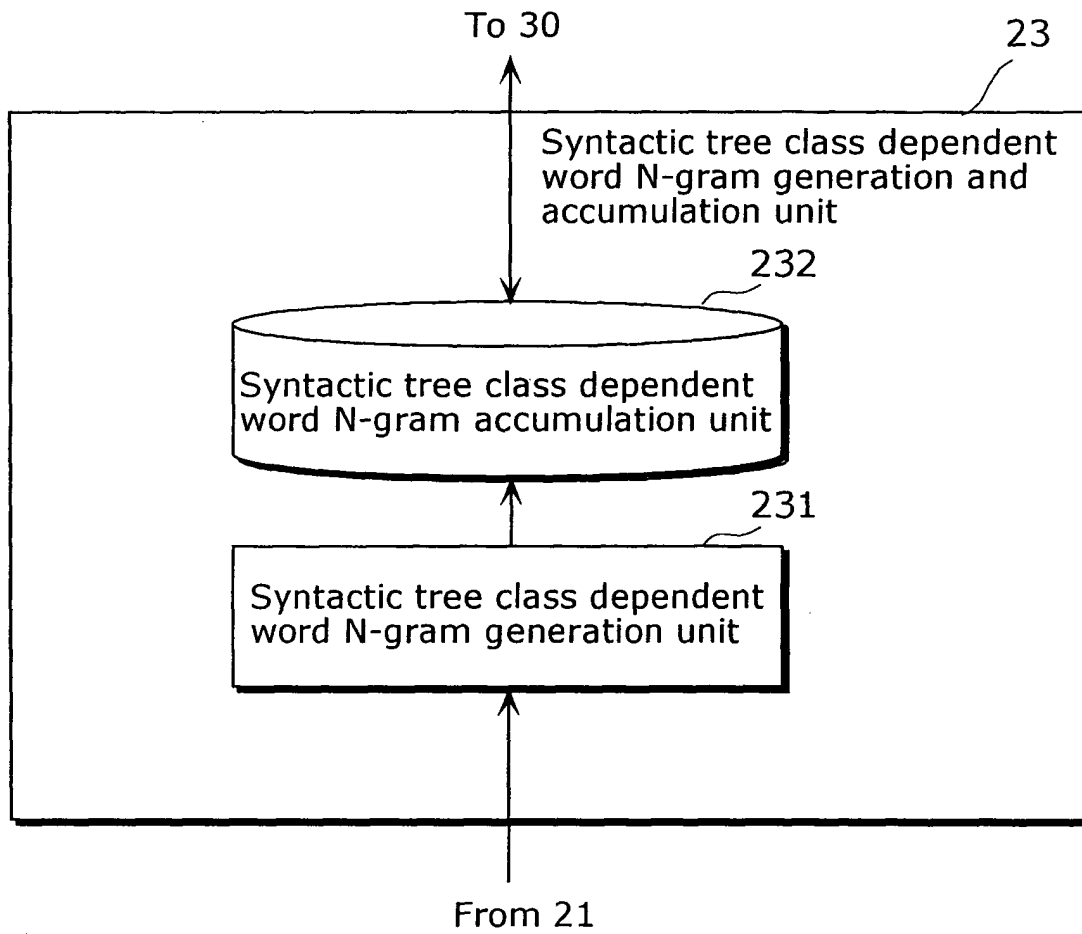 To 30
23
Syntactic tree class dependent
word N-gram generation and
accumulation unit
232
Syntactic tree class dependent
word N-gram accumulation unit
231
Syntactic tree class dependent
word N-gram generation unit
From 21